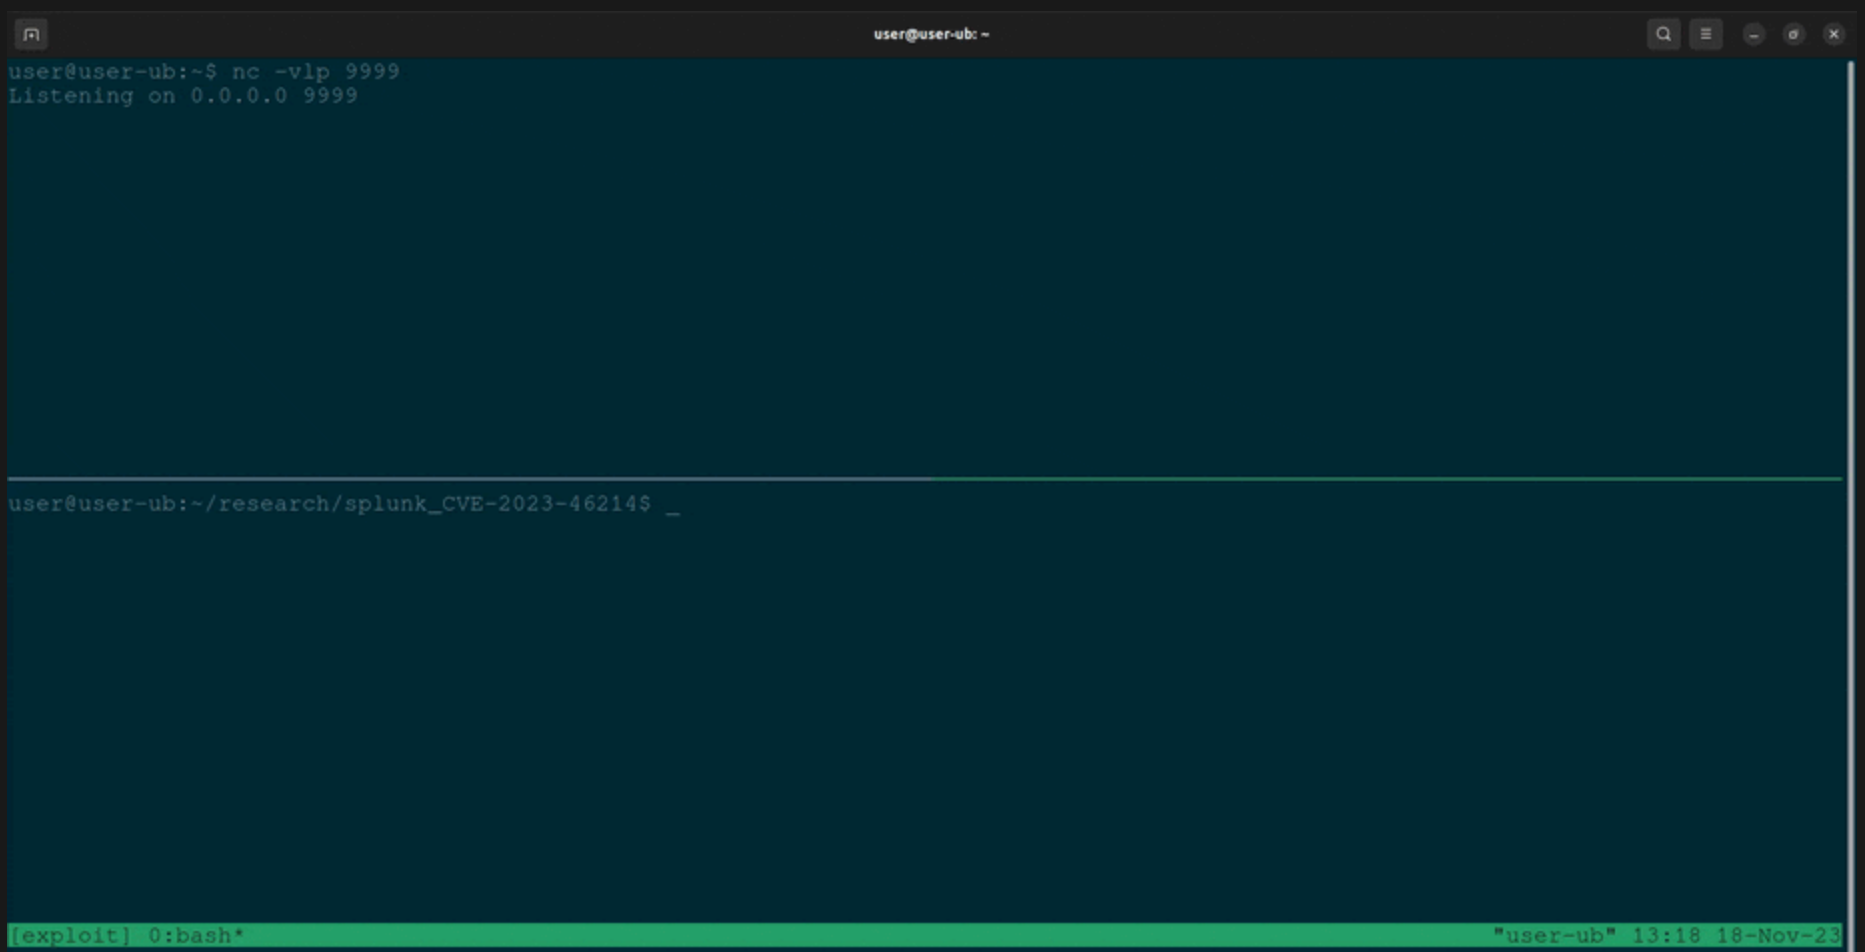 user@user-ub: ~
user@user-ub:~$ nc -vlp 9999
Listening on 0.0.0.0 9999
user@user-ub:~/research/splunk_CVE-2023-46214$ _
[exploit] 0:bash* "user-ub" 13:18 18-Nov-23